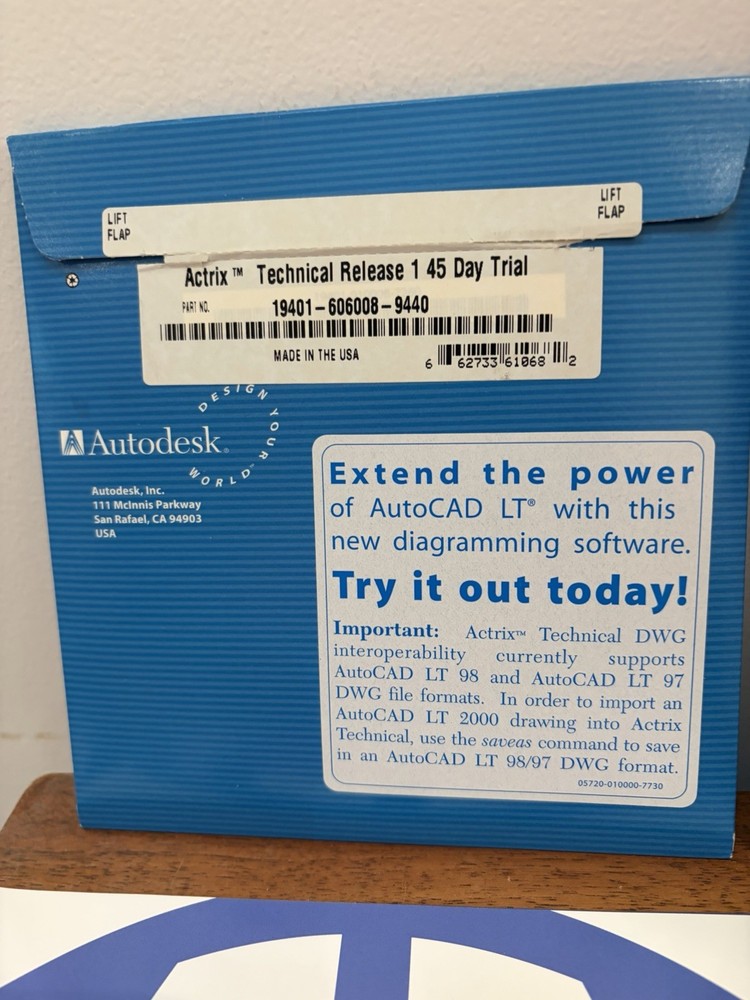 LIFT
FLAP
LIFT
FLAP
Actrix™ Technical Release 1 45 Day Trial
PART NO. 19401-606008-9440
MADE IN THE USA
6 62733 61068 2
DESIGN YOUR WORLD™
Autodesk®
Autodesk, Inc.
111 McInnis Parkway
San Rafael, CA 94903
USA
Extend the power
of AutoCAD LT® with this
new diagramming software.
Try it out today!
Important: Actrix™ Technical DWG
interoperability currently supports
AutoCAD LT 98 and AutoCAD LT 97
DWG file formats. In order to import an
AutoCAD LT 2000 drawing into Actrix
Technical, use the saveas command to save
in an AutoCAD LT 98/97 DWG format.
05720-010000-7730